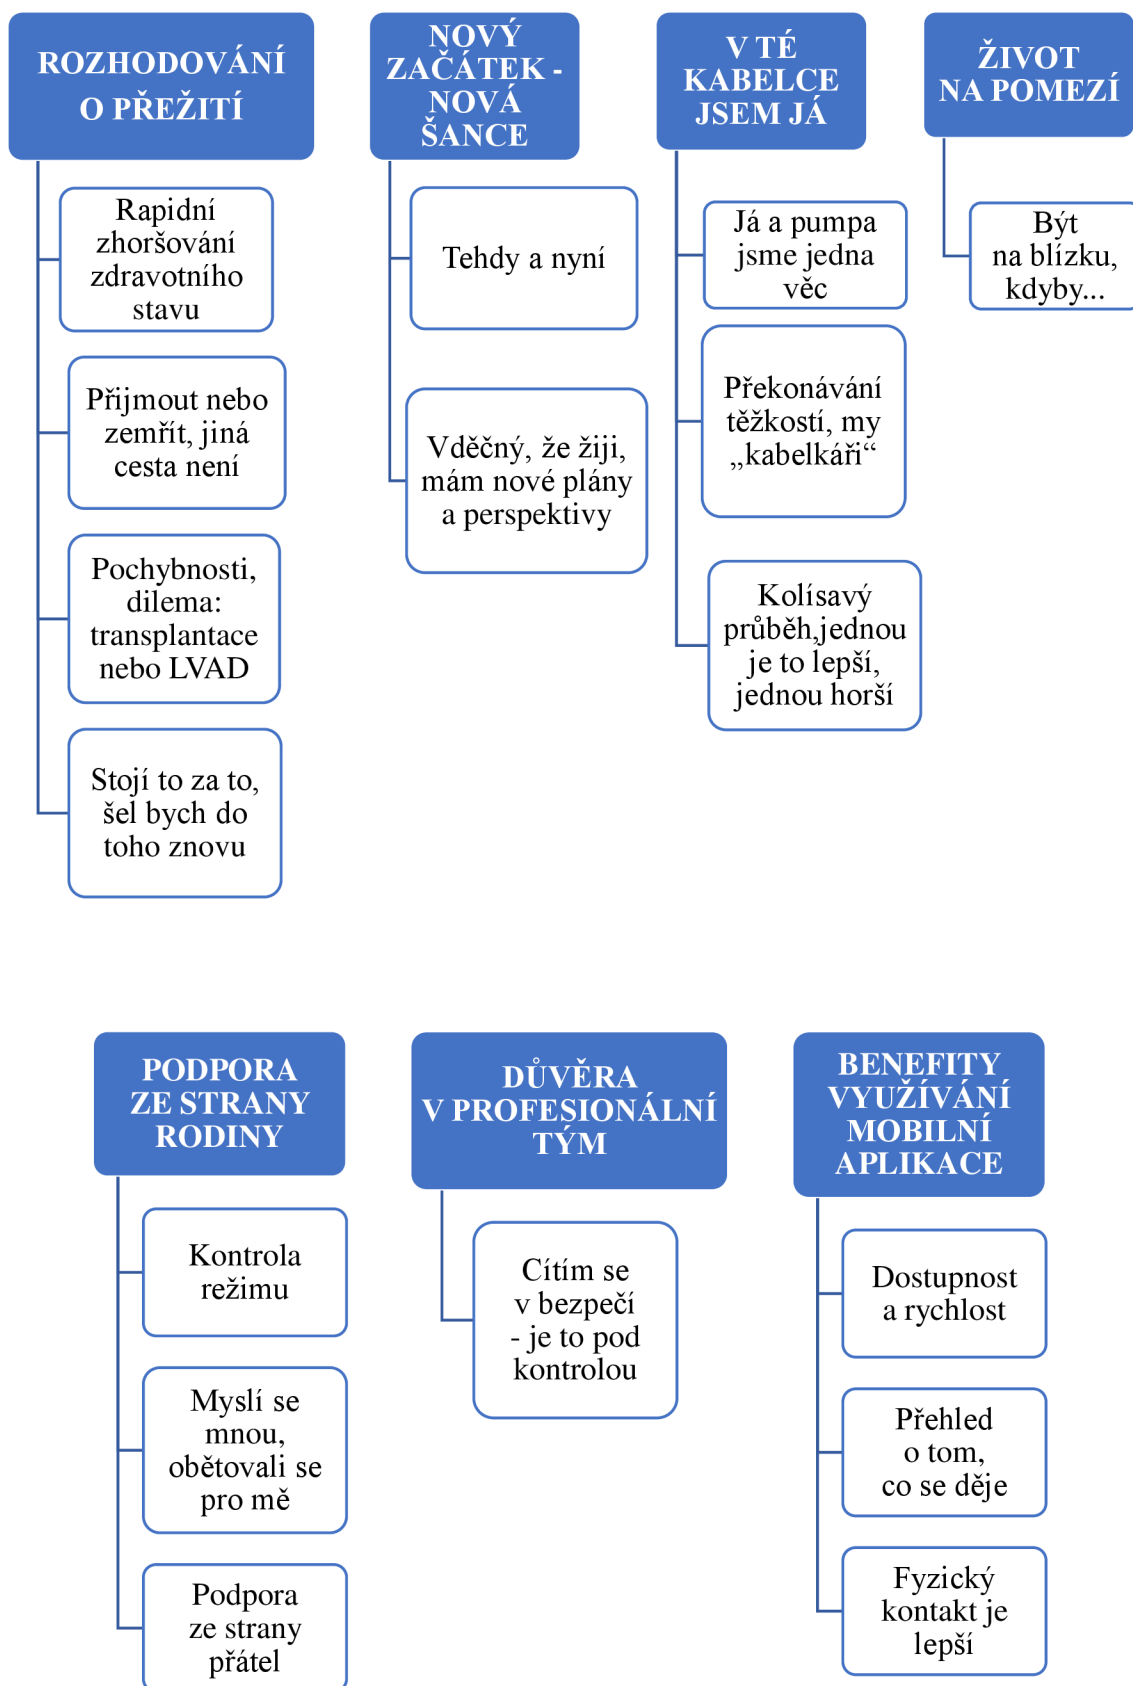 ROZHODOVÁNÍ
O PŘEŽITÍ
Rapidní
zhoršování
zdravotního
stavu
Přijmout nebo
zemřít, jiná
cesta není
Pochybnosti,
dilema:
transplantace
nebo LVAD
Stojí to za to,
šel bych do
toho znovu
NOVÝ
ZAČÁTEK -
NOVÁ
ŠANCE
Tehdy a nyní
Vděčný, že žiji,
mám nové plány
a perspektivy
V TÉ
KABELCE
JSEM JÁ
Já a pumpa
jsme jedna
věc
Překonávání
těžkostí, my
„kabelkáři“
Kolísavý
průběh,jednou
je to lepší,
jednou horší
ŽIVOT
NA POMEZÍ
Být
na blízku,
kdyby...
PODPORA
ZE STRANY
RODINY
Kontrola
režimu
Myslí se
mnou,
obětovali se
pro mě
Podpora
ze strany
přátel
DŮVĚRA
V PROFESIONÁLNÍ
TÝM
Cítím se
v bezpečí
- je to pod
kontrolou
BENEFITY
VYUŽÍVÁNÍ
MOBILNÍ
APLIKACE
Dostupnost
a rychlost
Přehled
o tom,
co se děje
Fyzický
kontakt je
lepší